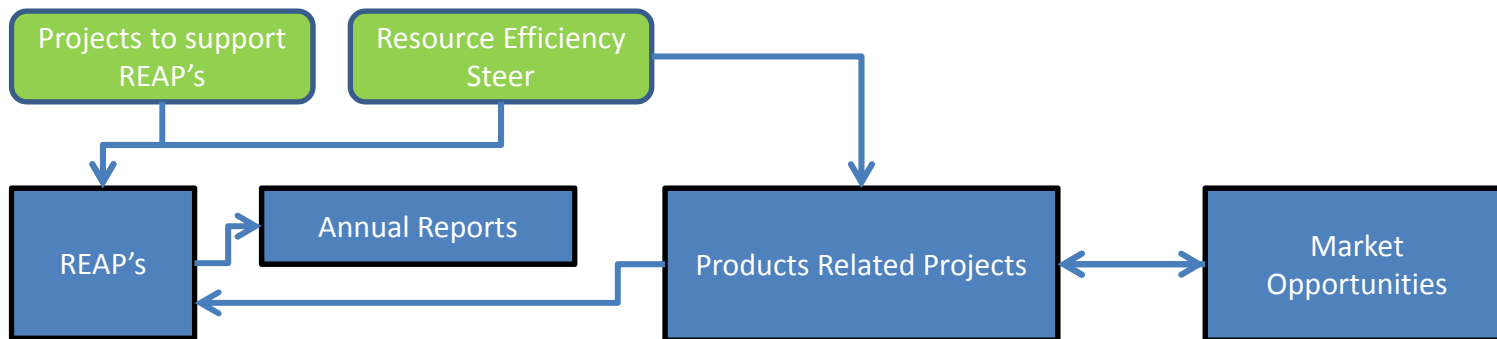 Projects to support
REAP’s
Resource Efficiency
Steer
REAP’s
Annual Reports
Products Related Projects
Market
Opportunities